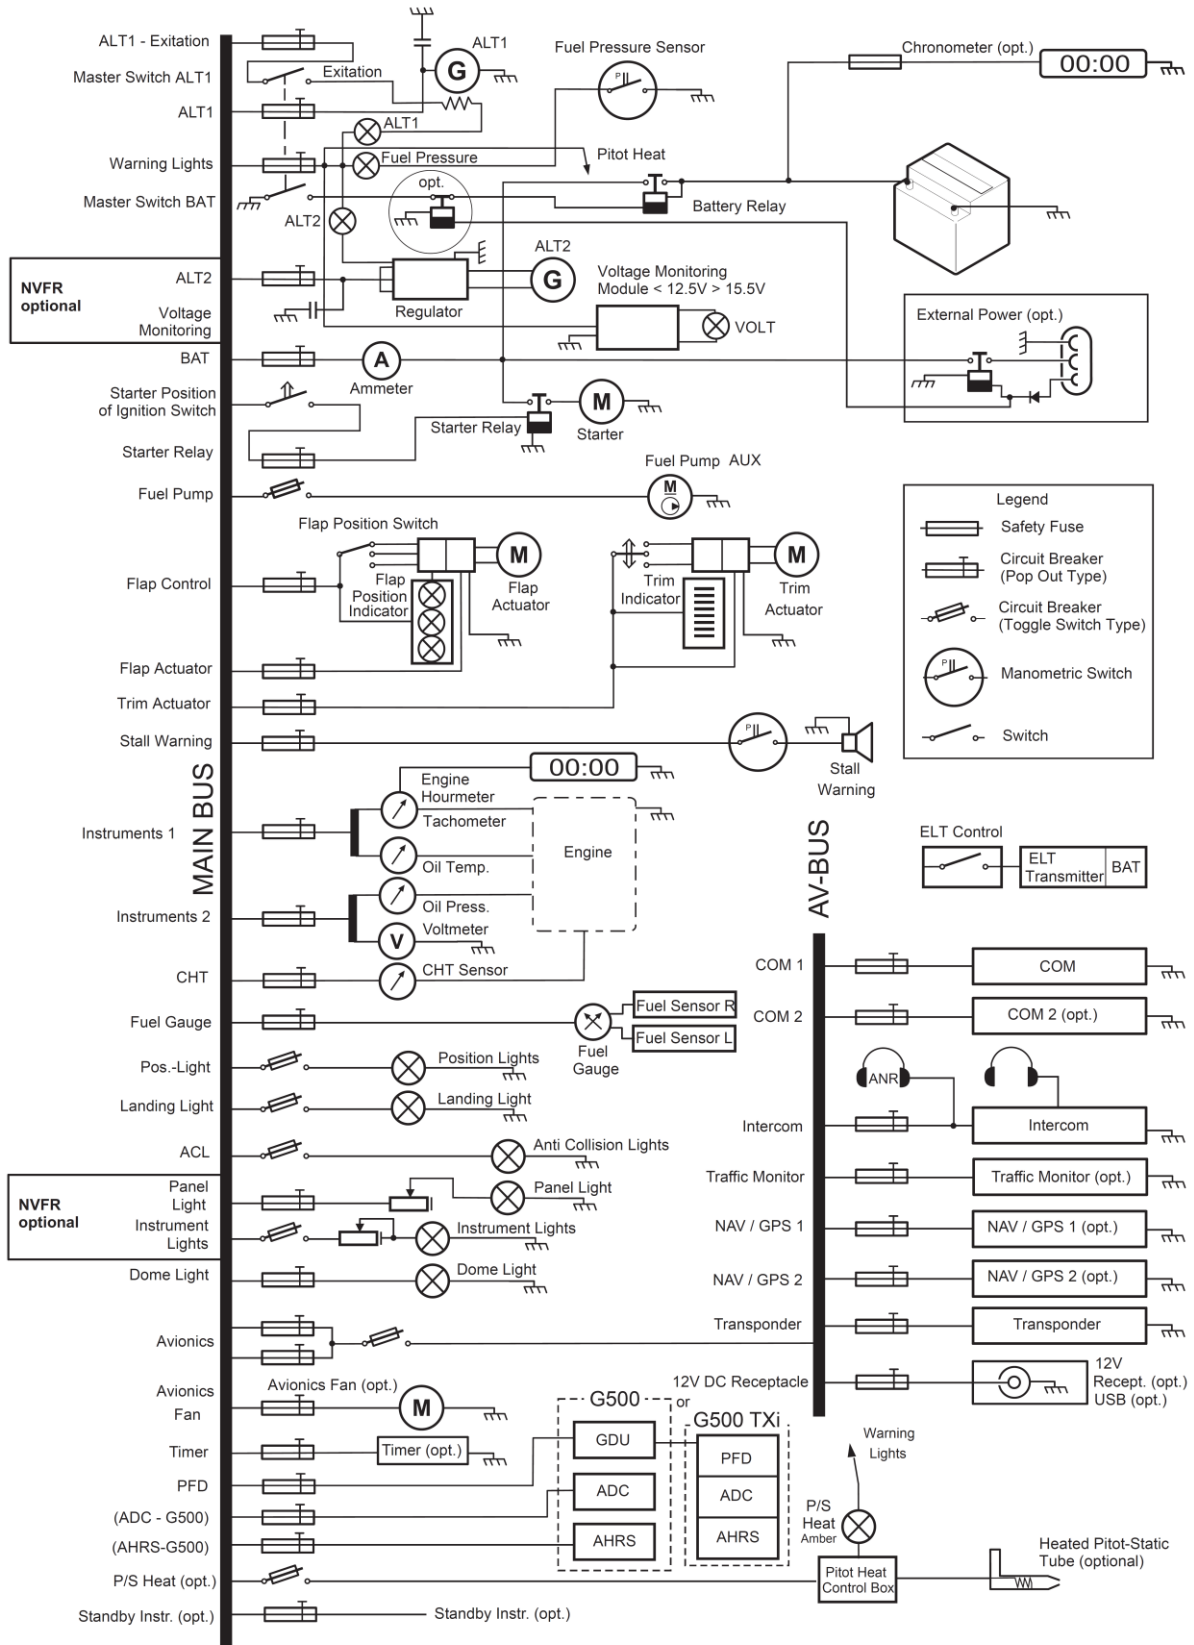 ALT1 - Exitation
Master Switch ALT1
Exitation
ALT1
G
ALT1
ALT1
Fuel Pressure Sensor
P
Chronometer (opt.)
00:00
Warning Lights
Fuel Pressure
Pitot Heat
Master Switch BAT
opt.
Battery Relay
ALT2
NVFR
optional
ALT2
Voltage
Monitoring
Regulator
ALT2
G
Voltage Monitoring
Module < 12.5V > 15.5V
VOLT
External Power (opt.)
BAT
A
Ammeter
Starter Position
of Ignition Switch
Starter Relay
Starter Relay
M
Starter
Fuel Pump
Fuel Pump AUX
M
Legend
Safety Fuse
Circuit Breaker
(Pop Out Type)
Circuit Breaker
(Toggle Switch Type)
P
Manometric Switch
Switch
Flap Position Switch
Flap Control
Flap
Position
Indicator
M
Flap
Actuator
Trim
Indicator
M
Trim
Actuator
Flap Actuator
Trim Actuator
Stall Warning
P
Stall
Warning
MAIN BUS
00:00
Engine
Hourmeter
Tachometer
Instruments 1
Oil Temp.
Engine
Oil Press.
Instruments 2
V
Voltmeter
CHT
CHT Sensor
Fuel Gauge
Fuel
Gauge
Fuel Sensor R
Fuel Sensor L
Pos.-Light
Position Lights
Landing Light
Landing Light
ACL
Anti Collision Lights
NVFR
optional
Panel
Light
Panel Light
Instrument
Lights
Instrument Lights
Dome Light
Dome Light
Avionics
AV-BUS
ELT Control
ELT
Transmitter
BAT
COM 1
COM
COM 2
COM 2 (opt.)
ANR
Intercom
Intercom
Traffic Monitor
Traffic Monitor (opt.)
NAV / GPS 1
NAV / GPS 1 (opt.)
NAV / GPS 2
NAV / GPS 2 (opt.)
Transponder
Transponder
12V DC Receptacle
12V
Recept. (opt.)
USB (opt.)
Avionics
Fan
Avionics Fan (opt.)
M
Timer
Timer (opt.)
PFD
(ADC - G500)
(AHRS-G500)
G500
or
G500 TXi
GDU
ADC
AHRS
PFD
ADC
AHRS
Warning
Lights
P/S
Heat
Amber
P/S Heat (opt.)
Pitot Heat
Control Box
Heated Pitot-Static
Tube (optional)
Standby Instr. (opt.)
Standby Instr. (opt.)